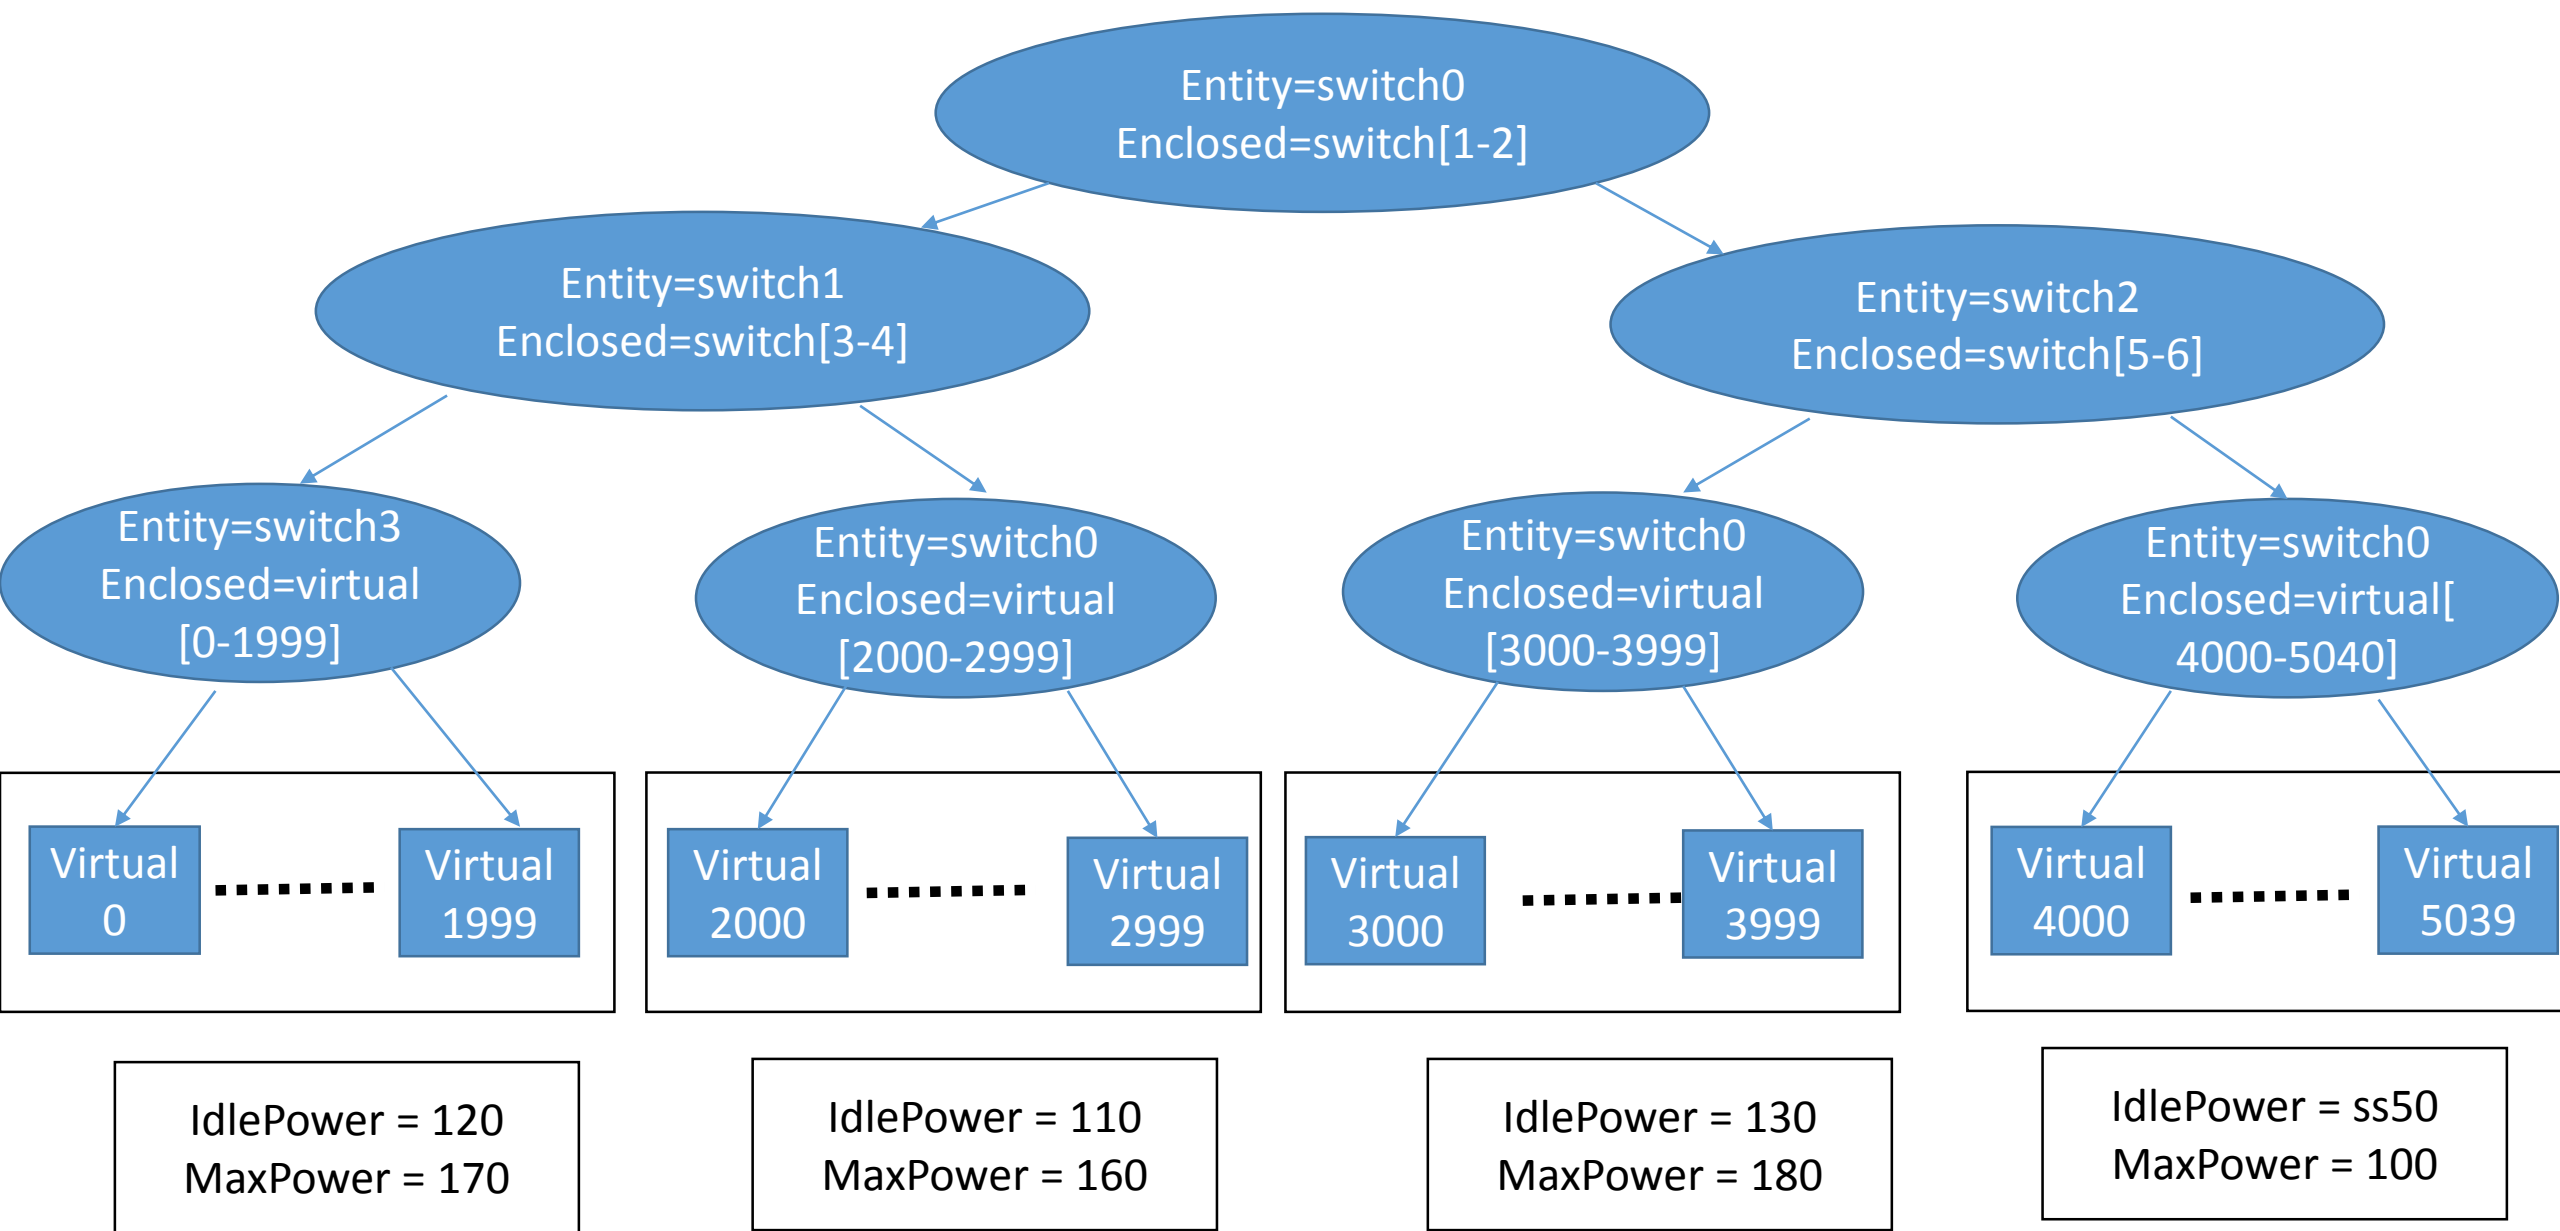 Entity=switch0
Enclosed=switch[1-2]
Entity=switch1
Enclosed=switch[3-4]
Entity=switch2
Enclosed=switch[5-6]
Entity=switch3
Enclosed=virtual
[0-1999]
Entity=switch0
Enclosed=virtual
[2000-2999]
Entity=switch0
Enclosed=virtual
[3000-3999]
Entity=switch0
Enclosed=virtual[
4000-5040]
Virtual
0
Virtual
1999
Virtual
2000
Virtual
2999
Virtual
3000
Virtual
3999
Virtual
4000
Virtual
5039
IdlePower = 120
MaxPower = 170
IdlePower = 110
MaxPower = 160
IdlePower = 130
MaxPower = 180
IdlePower = ss50
MaxPower = 100